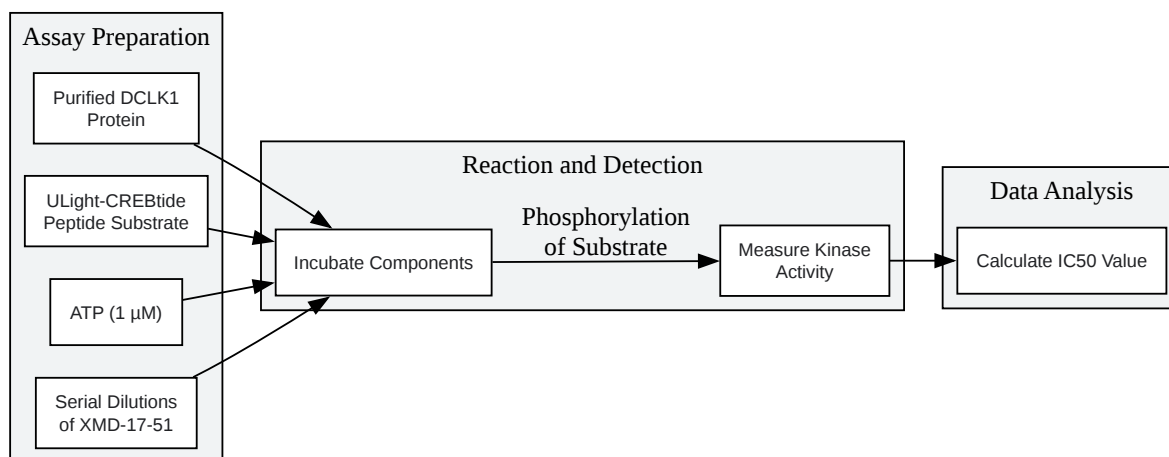 Assay Preparation
Purified DCLK1
Protein
ULight-CREBtide
Peptide Substrate
ATP (1 µM)
Serial Dilutions
of XMD-17-51
Reaction and Detection
Incubate Components
Phosphorylation
of Substrate
Measure Kinase
Activity
Data Analysis
Calculate IC50 Value